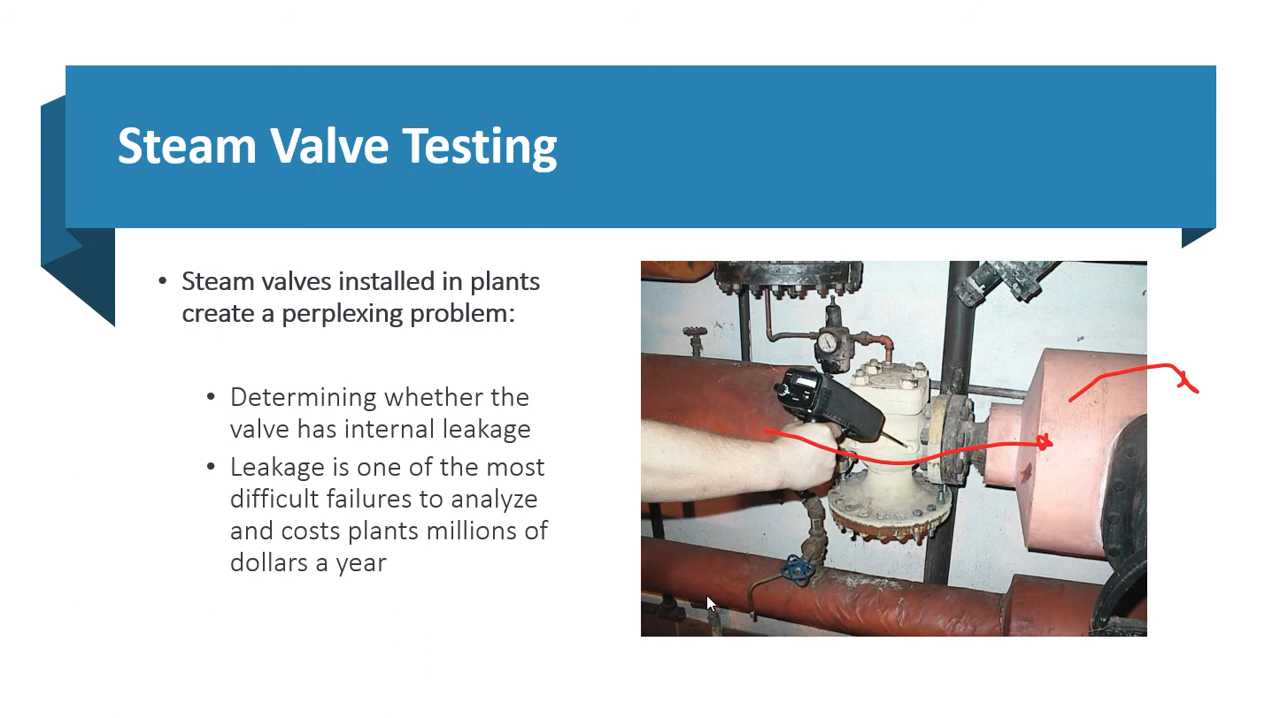 Steam Valve Testing
• Steam valves installed in plants
create a perplexing problem:
• Determining whether the
valve has internal leakage
• Leakage is one of the most
difficult failures to analyze
and costs plants millions of
dollars a year